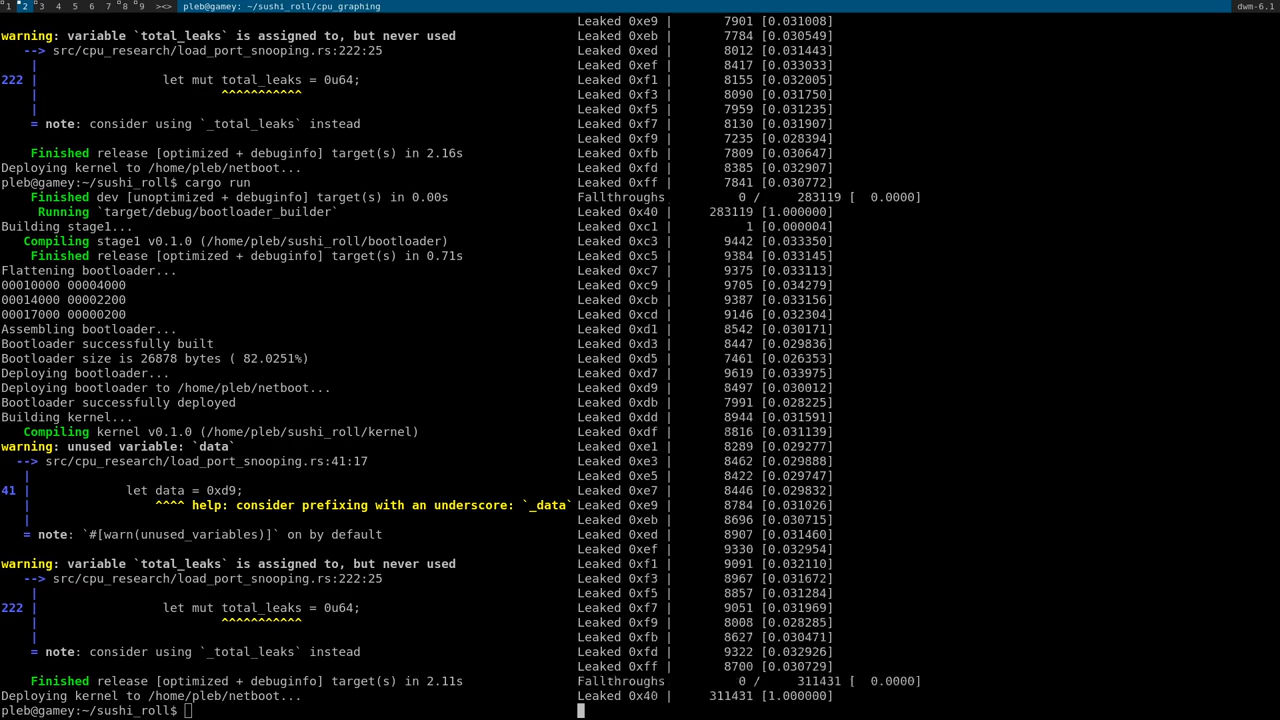 1 2 3 4 5 6 7 8 9 ><> pleb@gamey: ~/sushi_roll/cpu_graphing dwm-6.1
warning: variable `total_leaks` is assigned to, but never used
--> src/cpu_research/load_port_snooping.rs:222:25
|
222 | let mut total_leaks = 0u64;
| ^^^^^^^^^^^
|
= note: consider using `_total_leaks` instead
Finished release [optimized + debuginfo] target(s) in 2.16s
Deploying kernel to /home/pleb/netboot...
pleb@gamey:~/sushi_roll$ cargo run
Finished dev [unoptimized + debuginfo] target(s) in 0.00s
Running `target/debug/bootloader_builder`
Building stage1...
Compiling stage1 v0.1.0 (/home/pleb/sushi_roll/bootloader)
Finished release [optimized + debuginfo] target(s) in 0.71s
Flattening bootloader...
00010000 00004000
00014000 00002200
00017000 00000200
Assembling bootloader...
Bootloader successfully built
Bootloader size is 26878 bytes ( 82.0251%)
Deploying bootloader...
Deploying bootloader to /home/pleb/netboot...
Bootloader successfully deployed
Building kernel...
Compiling kernel v0.1.0 (/home/pleb/sushi_roll/kernel)
warning: unused variable: `data`
--> src/cpu_research/load_port_snooping.rs:41:17
|
41 | let data = 0xd9;
| ^^^^ help: consider prefixing with an underscore: `_data`
|
= note: `#[warn(unused_variables)]` on by default
warning: variable `total_leaks` is assigned to, but never used
--> src/cpu_research/load_port_snooping.rs:222:25
|
222 | let mut total_leaks = 0u64;
| ^^^^^^^^^^^
|
= note: consider using `_total_leaks` instead
Finished release [optimized + debuginfo] target(s) in 2.11s
Deploying kernel to /home/pleb/netboot...
pleb@gamey:~/sushi_roll$
Leaked 0xe9 | 7901 [0.031008]
Leaked 0xeb | 7784 [0.030549]
Leaked 0xed | 8012 [0.031443]
Leaked 0xef | 8417 [0.033033]
Leaked 0xf1 | 8155 [0.032005]
Leaked 0xf3 | 8090 [0.031750]
Leaked 0xf5 | 7959 [0.031235]
Leaked 0xf7 | 8130 [0.031907]
Leaked 0xf9 | 7235 [0.028394]
Leaked 0xfb | 7809 [0.030647]
Leaked 0xfd | 8385 [0.032907]
Leaked 0xff | 7841 [0.030772]
Fallthroughs 0 / 283119 [ 0.0000]
Leaked 0x40 | 283119 [1.000000]
Leaked 0xc1 | 1 [0.000004]
Leaked 0xc3 | 9442 [0.033350]
Leaked 0xc5 | 9384 [0.033145]
Leaked 0xc7 | 9375 [0.033113]
Leaked 0xc9 | 9705 [0.034279]
Leaked 0xcb | 9387 [0.033156]
Leaked 0xcd | 9146 [0.032304]
Leaked 0xd1 | 8542 [0.030171]
Leaked 0xd3 | 8447 [0.029836]
Leaked 0xd5 | 7461 [0.026353]
Leaked 0xd7 | 9619 [0.033975]
Leaked 0xd9 | 8497 [0.030012]
Leaked 0xdb | 7991 [0.028225]
Leaked 0xdd | 8944 [0.031591]
Leaked 0xdf | 8816 [0.031139]
Leaked 0xe1 | 8289 [0.029277]
Leaked 0xe3 | 8462 [0.029888]
Leaked 0xe5 | 8422 [0.029747]
Leaked 0xe7 | 8446 [0.029832]
Leaked 0xe9 | 8784 [0.031026]
Leaked 0xeb | 8696 [0.030715]
Leaked 0xed | 8907 [0.031460]
Leaked 0xef | 9330 [0.032954]
Leaked 0xf1 | 9091 [0.032110]
Leaked 0xf3 | 8967 [0.031672]
Leaked 0xf5 | 8857 [0.031284]
Leaked 0xf7 | 9051 [0.031969]
Leaked 0xf9 | 8008 [0.028285]
Leaked 0xfb | 8627 [0.030471]
Leaked 0xfd | 9322 [0.032926]
Leaked 0xff | 8700 [0.030729]
Fallthroughs 0 / 311431 [ 0.0000]
Leaked 0x40 | 311431 [1.000000]